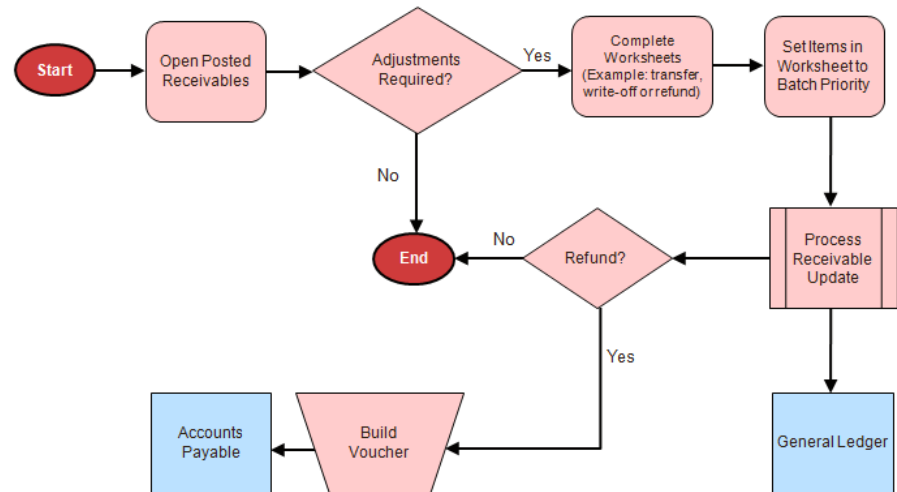 Start
Open Posted
Receivables
Adjustments
Required?
Yes
Complete
Worksheets
(Example: transfer,
write-off or refund)
Set Items in
Worksheet to
Batch Priority
No
End
No
Refund?
Process
Receivable
Update
Yes
Accounts
Payable
Build
Voucher
General Ledger